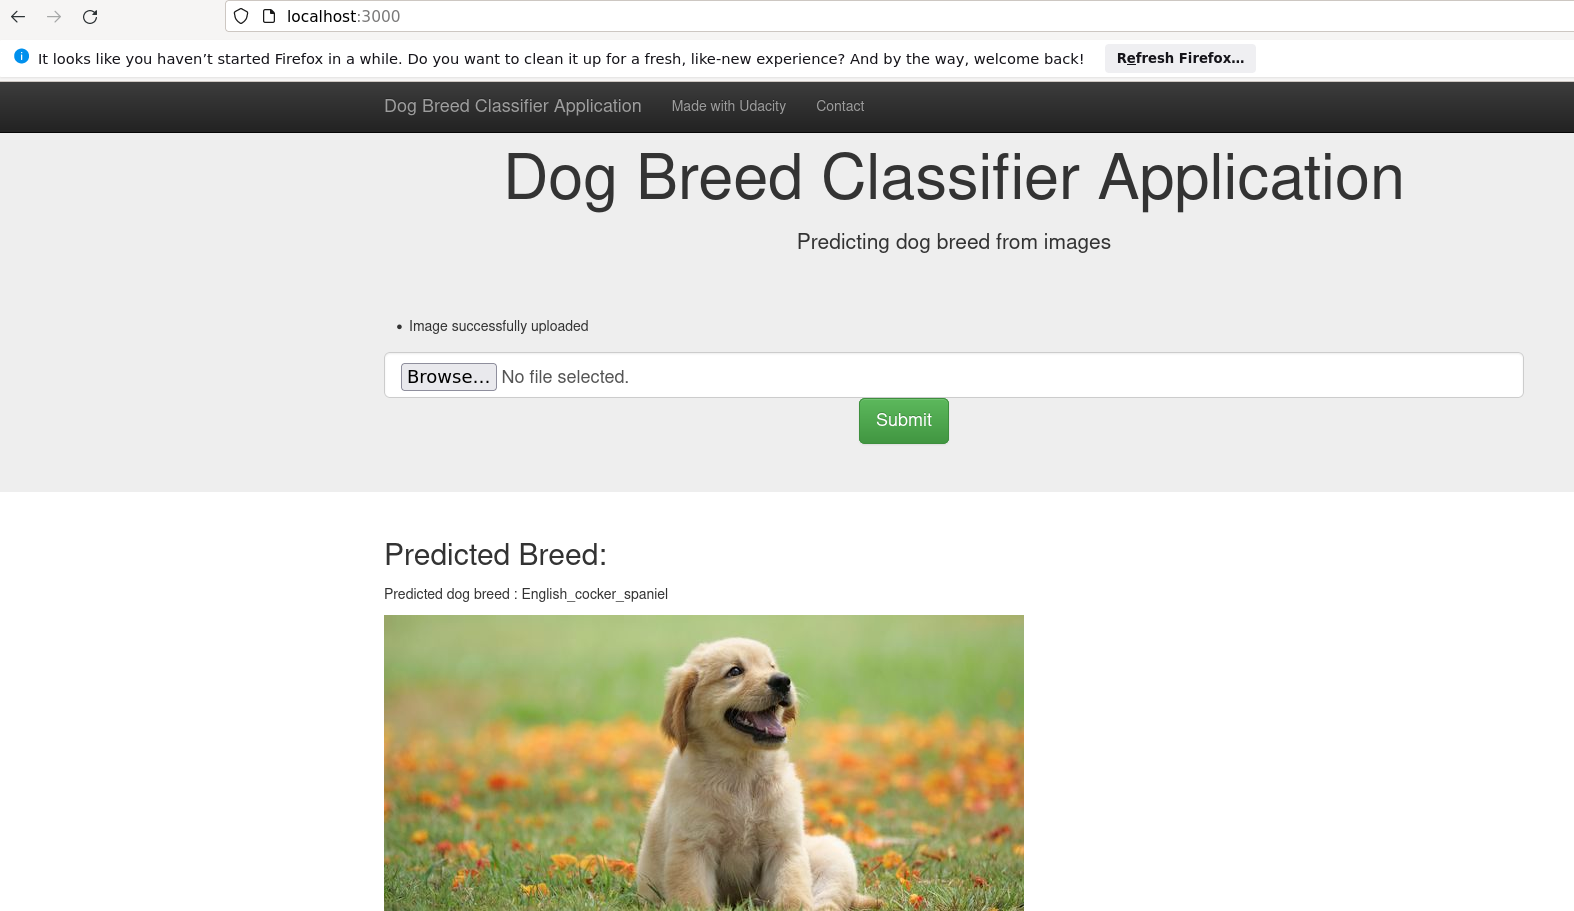 localhost:3000
It looks like you haven’t started Firefox in a while. Do you want to clean it up for a fresh, like-new experience? And by the way, welcome back! Refresh Firefox…
Dog Breed Classifier Application Made with Udacity Contact
Dog Breed Classifier Application
Predicting dog breed from images
• Image successfully uploaded
Browse… No file selected.
Submit
Predicted Breed:
Predicted dog breed : English_cocker_spaniel